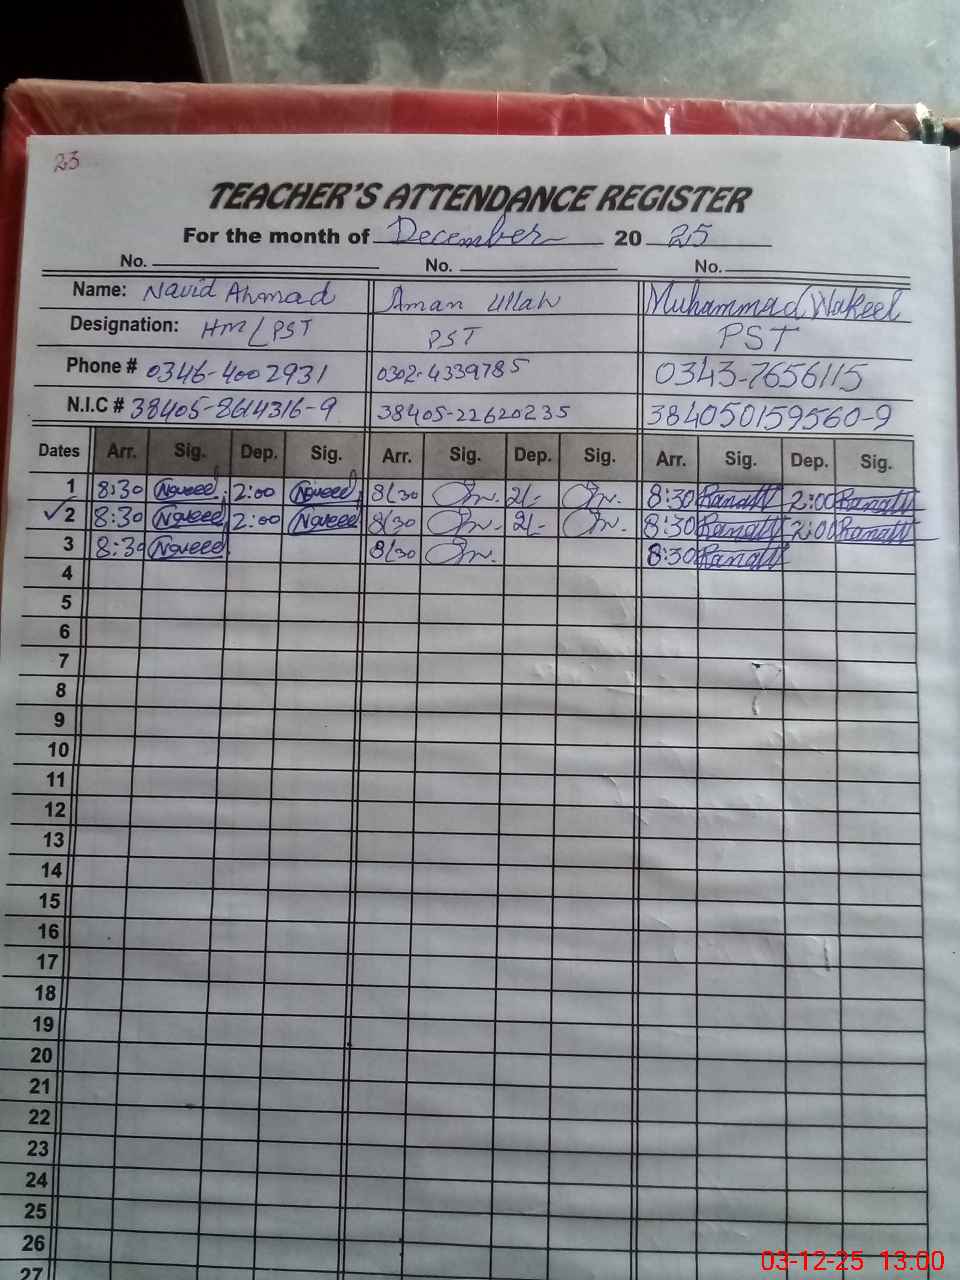 23
TEACHER'S ATTENDANCE REGISTER
For the month of December 20 25
No. No. No.
Name: Navid Ahmad Aman Ullah Muhammad Wakeel
Designation: HM/PST PST PST
Phone # 0346-4002931 0302-4339785 0343-7656115
N.I.C # 38405-8614316-9 38405-22620235 384050159560-9
Dates Arr. Sig. Dep. Sig. Arr. Sig. Dep. Sig. Arr. Sig. Dep. Sig.
1 8:30 Naveed 2:00 Naveed 8/30 2/- 8:30 2:00
✓2 8:30 Naveed 2:00 Naveed 8/30 2/- 8:30 2:00
3 8:30 Naveed 8/30 8:30
4
5
6
7
8
9
10
11
12
13
14
15
16
17
18
19
20
21
22
23
24
25
26
27
03-12-25 13:00